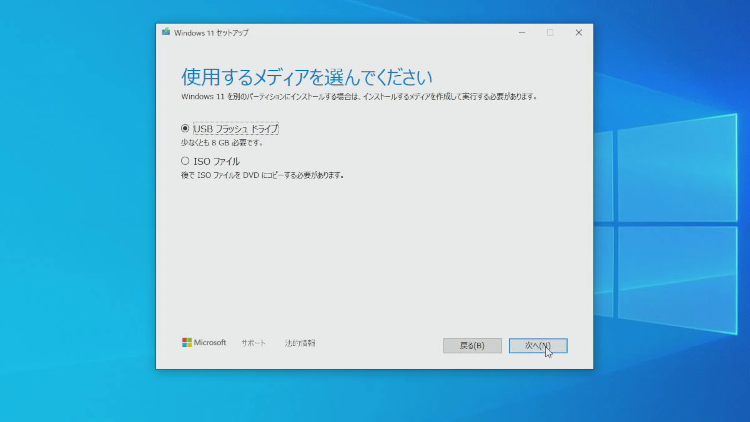 Windows 11 セットアップ
使用するメディアを選んでください
Windows 11 を別のパーティションにインストールする場合は、インストールするメディアを作成して実行する必要があります。
USB フラッシュ ドライブ
少なくとも 8 GB 必要です。
ISO ファイル
後で ISO ファイルを DVD にコピーする必要があります。
Microsoft サポート 法的情報 戻る(B) 次へ(N)